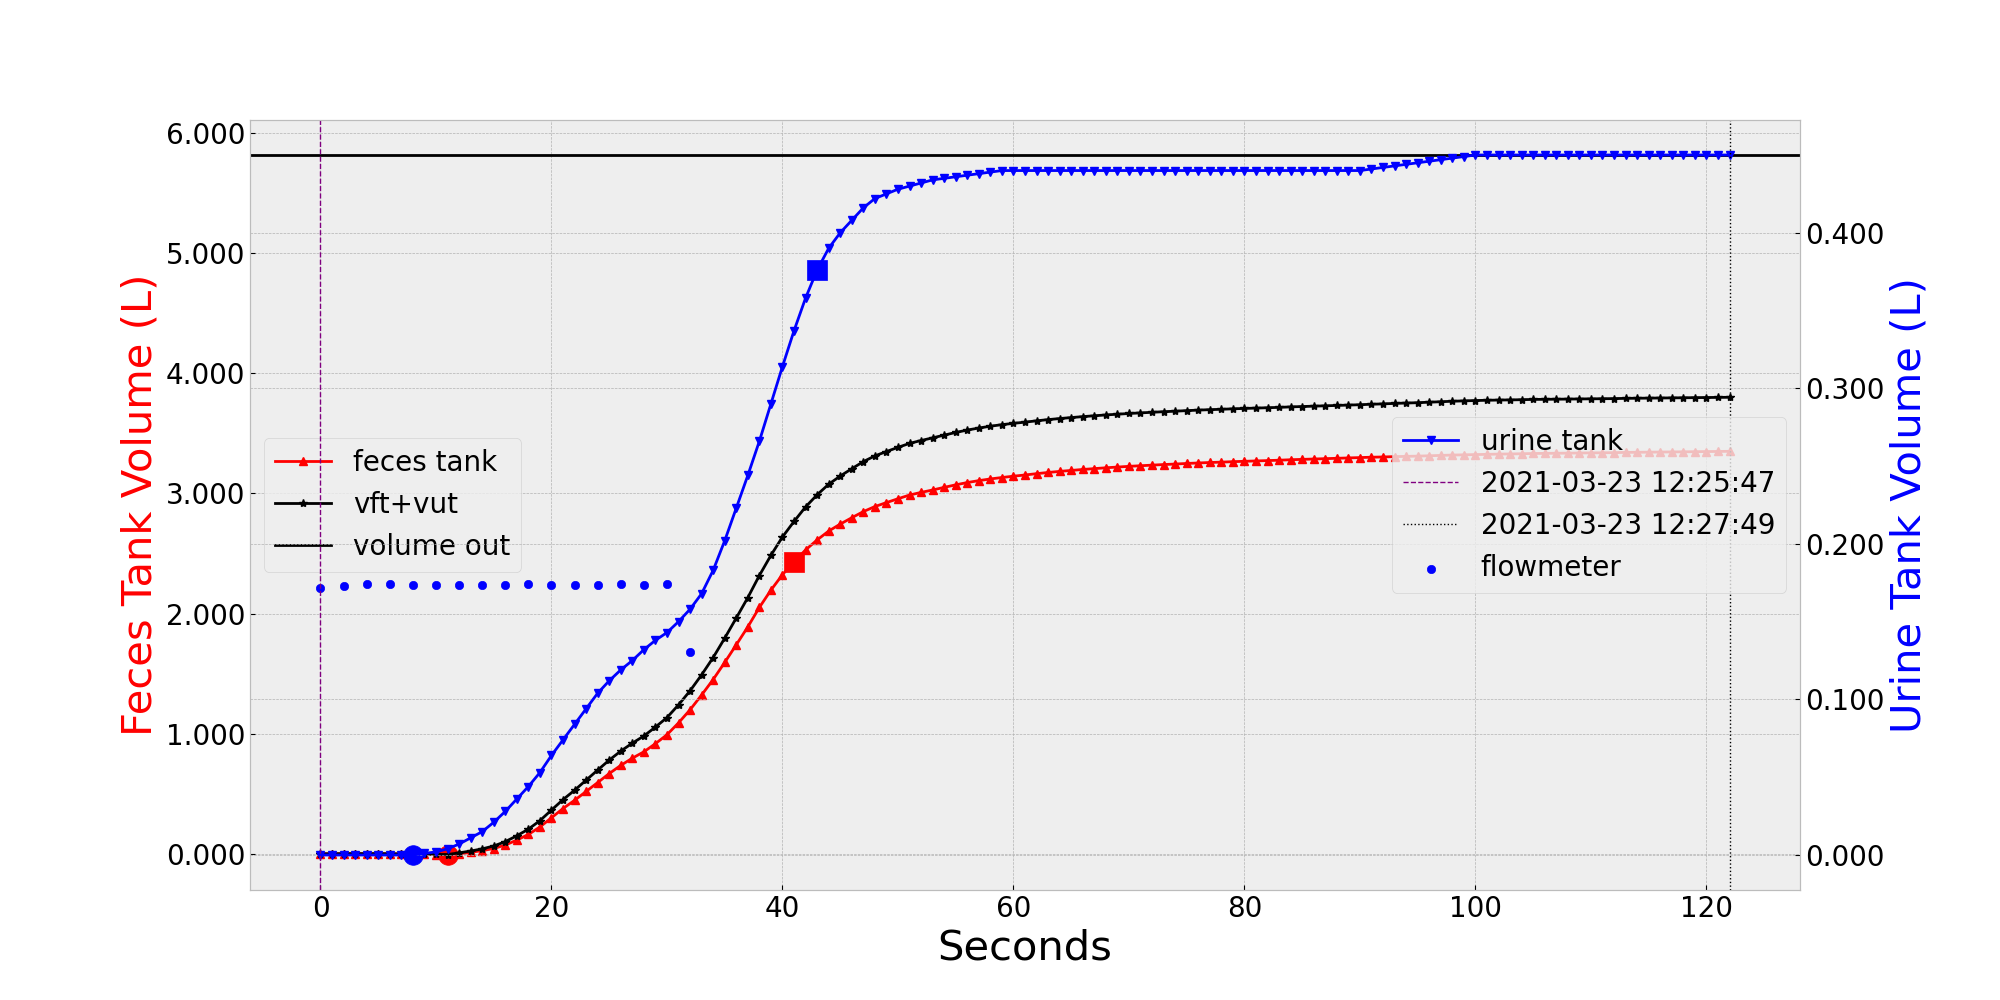 6.000
5.000
4.000
3.000
2.000
1.000
0.000
Feces Tank Volume (L)
feces tank
vft+vut
volume out
urine tank
2021-03-23 12:25:47
2021-03-23 12:27:49
flowmeter
0.400
0.300
0.200
0.100
0.000
Urine Tank Volume (L)
0 20 40 60 80 100 120
Seconds